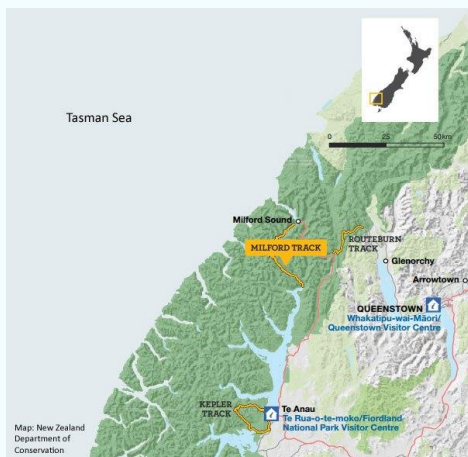 0 25 50km
Tasman Sea
Milford Sound
MILFORD TRACK
ROUTEBURN
TRACK
Glenorchy
Arrowtown
QUEENSTOWN
Whakatipu-wai-Māori/
Queenstown Visitor Centre
KEPLER
TRACK
Te Anau
Te Rua-o-te-moko/Fiordland
National Park Visitor Centre
Map: New Zealand
Department of
Conservation